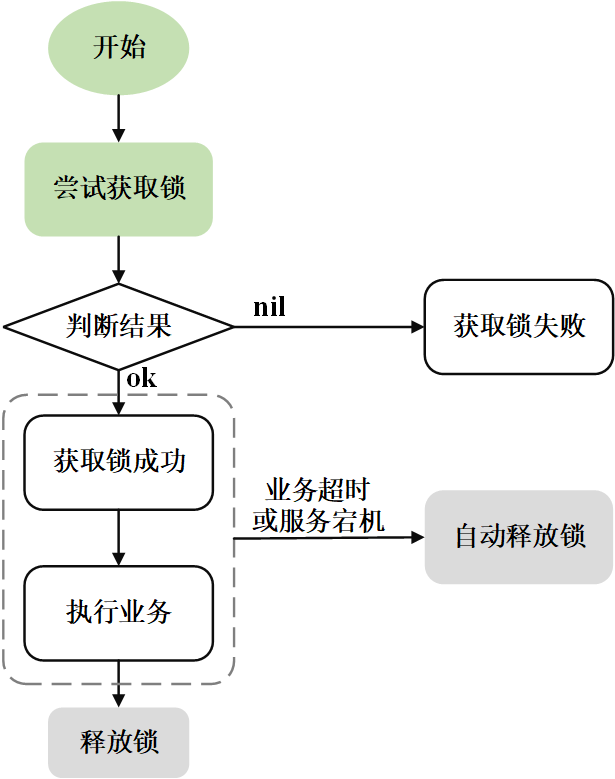 开始
尝试获取锁
判断结果
nil
获取锁失败
ok
获取锁成功
业务超时
或服务宕机
自动释放锁
执行业务
释放锁